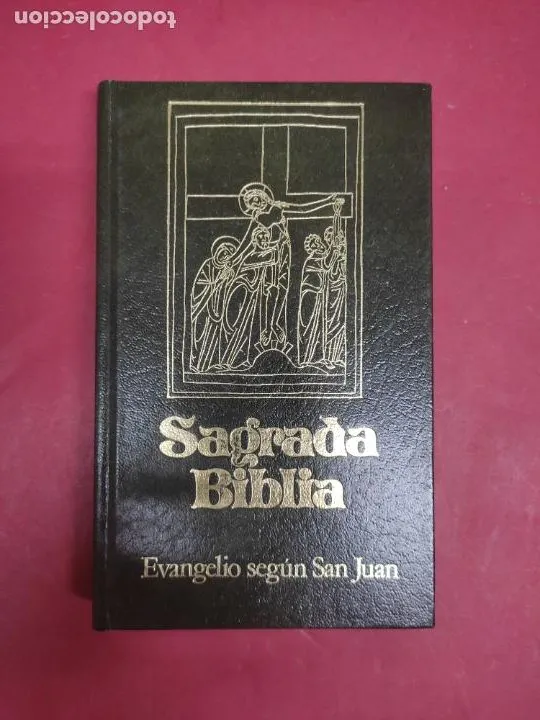 todocoleccion
Sagrada
Biblia
Evangelio según San Juan